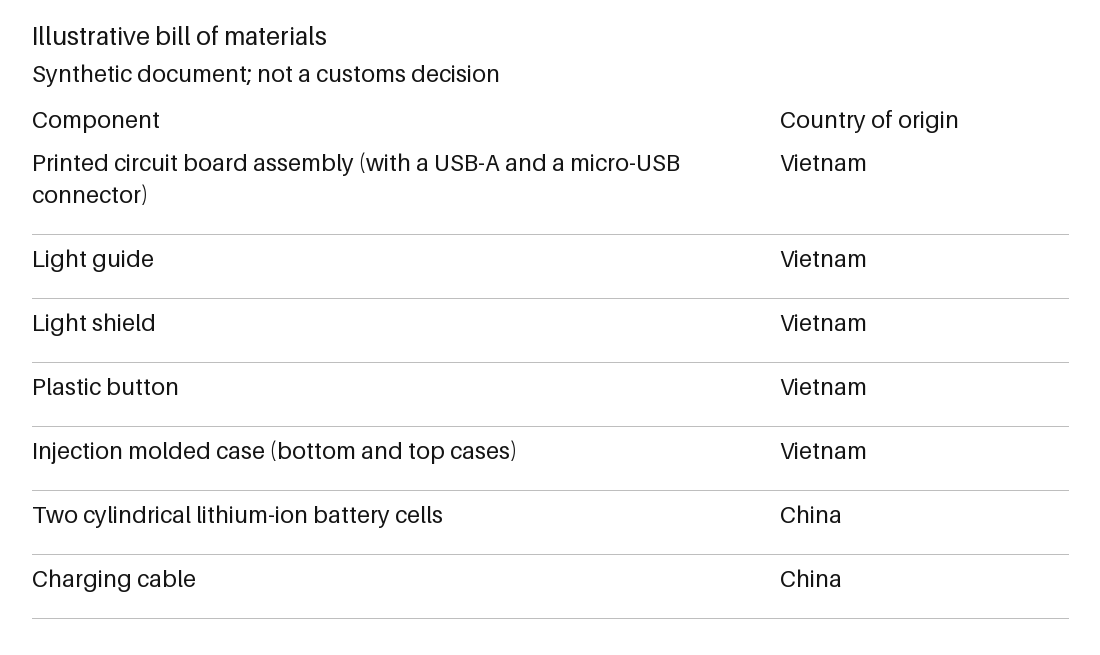 Illustrative bill of materials
Synthetic document; not a customs decision
Component Country of origin
Printed circuit board assembly (with a USB-A and a micro-USB Vietnam
connector)
Light guide Vietnam
Light shield Vietnam
Plastic button Vietnam
Injection molded case (bottom and top cases) Vietnam
Two cylindrical lithium-ion battery cells China
Charging cable China